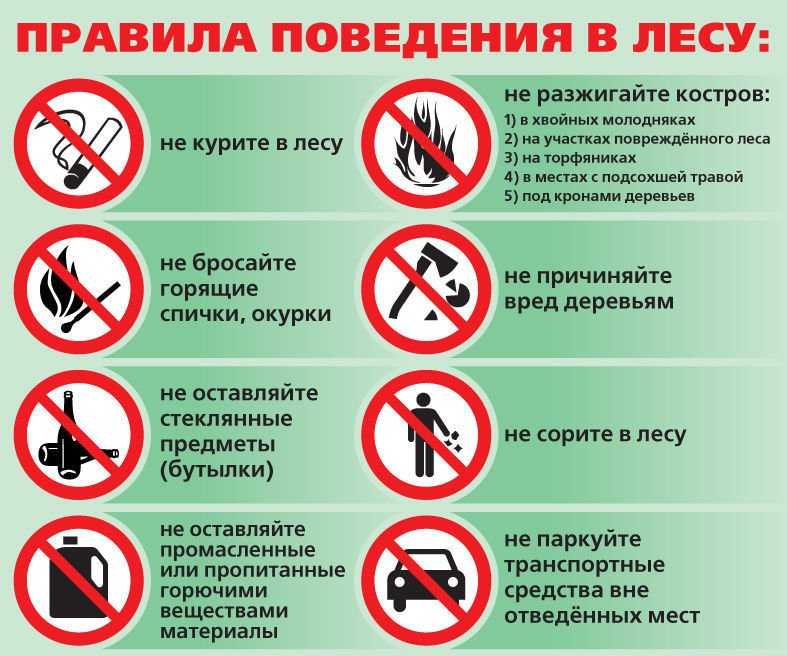 ПРАВИЛА ПОВЕДЕНИЯ В ЛЕСУ:
не курите в лесу
не разжигайте костров:
1) в хвойных молодняках
2) на участках повреждённого леса
3) на торфяниках
4) в местах с подсохшей травой
5) под кронами деревьев
не бросайте
горящие
спички, окурки
не причиняйте
вред деревьям
не оставляйте
стеклянные
предметы
(бутылки)
не сорите в лесу
не оставляйте
промасленные
или пропитанные
горючими
веществами
материалы
не паркуйте
транспортные
средства вне
отведённых мест